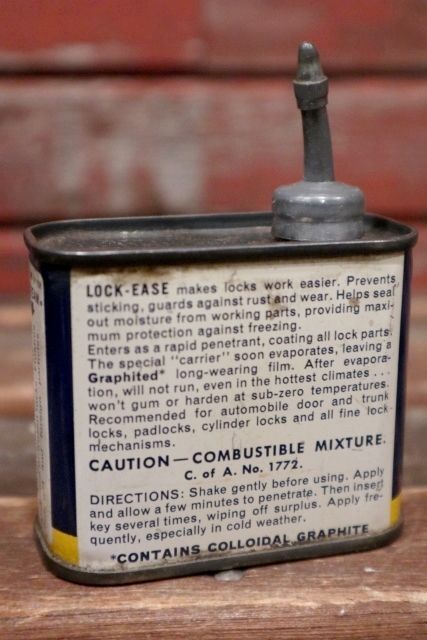 LOCK-EASE makes locks work easier. Prevents
sticking, guards against rust and wear. Helps seal
out moisture from working parts, providing maxi-
mum protection against freezing.
Enters as a rapid penetrant, coating all lock parts.
The special "carrier" soon evaporates, leaving a
Graphited* long-wearing film. After evapora-
tion, will not run, even in the hottest climates ...
won't gum or harden at sub-zero temperatures.
Recommended for automobile door and trunk
locks, padlocks, cylinder locks and all fine lock
mechanisms.
CAUTION—COMBUSTIBLE MIXTURE.
C. of A. No. 1772.
DIRECTIONS: Shake gently before using. Apply
and allow a few minutes to penetrate. Then insert
key several times, wiping off surplus. Apply fre-
quently, especially in cold weather.
*CONTAINS COLLOIDAL GRAPHITE